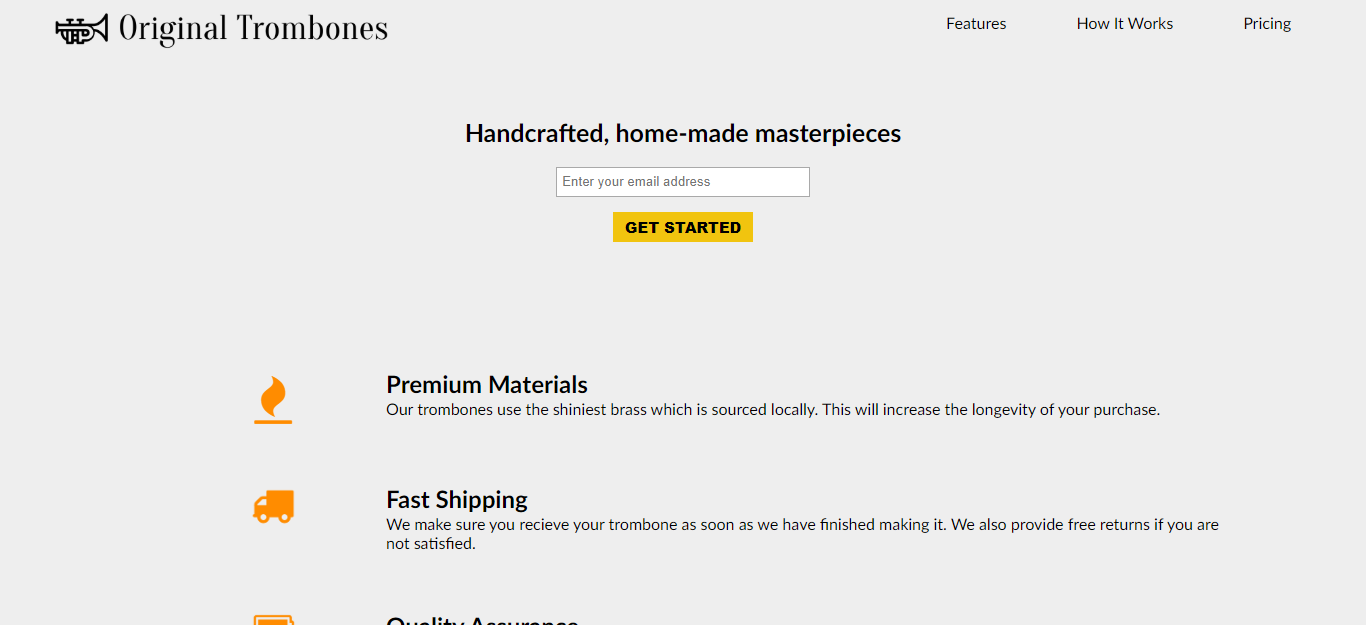 Original Trombones
Features
How It Works
Pricing
Handcrafted, home-made masterpieces
Enter your email address
GET STARTED
Premium Materials
Our trombones use the shiniest brass which is sourced locally. This will increase the longevity of your purchase.
Fast Shipping
We make sure you recieve your trombone as soon as we have finished making it. We also provide free returns if you are
not satisfied.
Quality Assurance